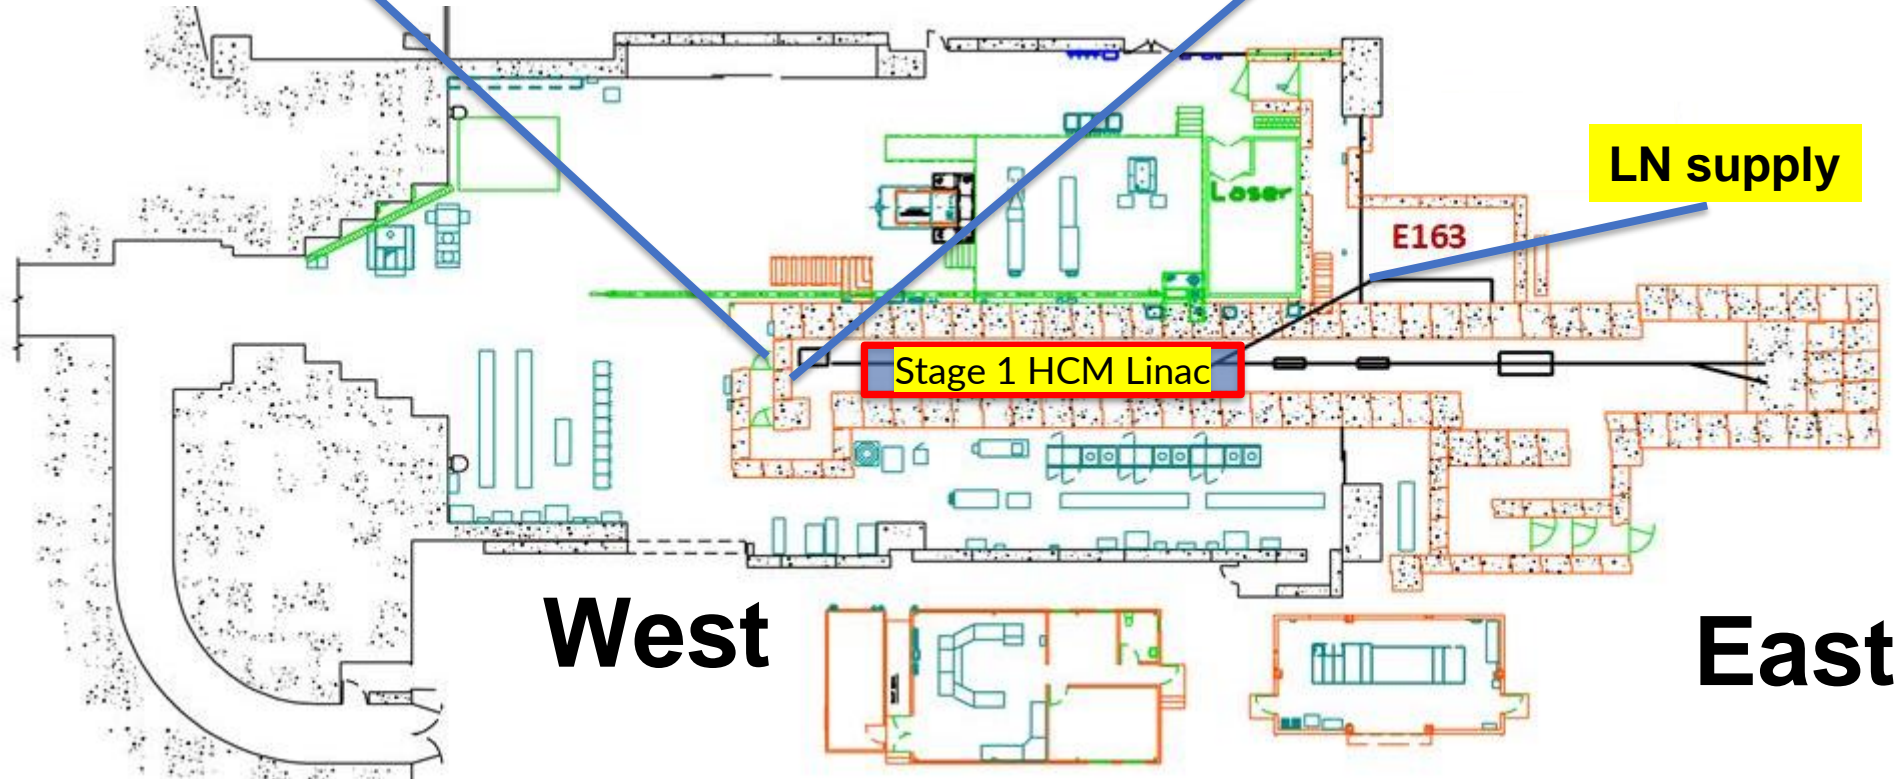 LN supply
Laser
E163
Stage 1 HCM Linac
West
East